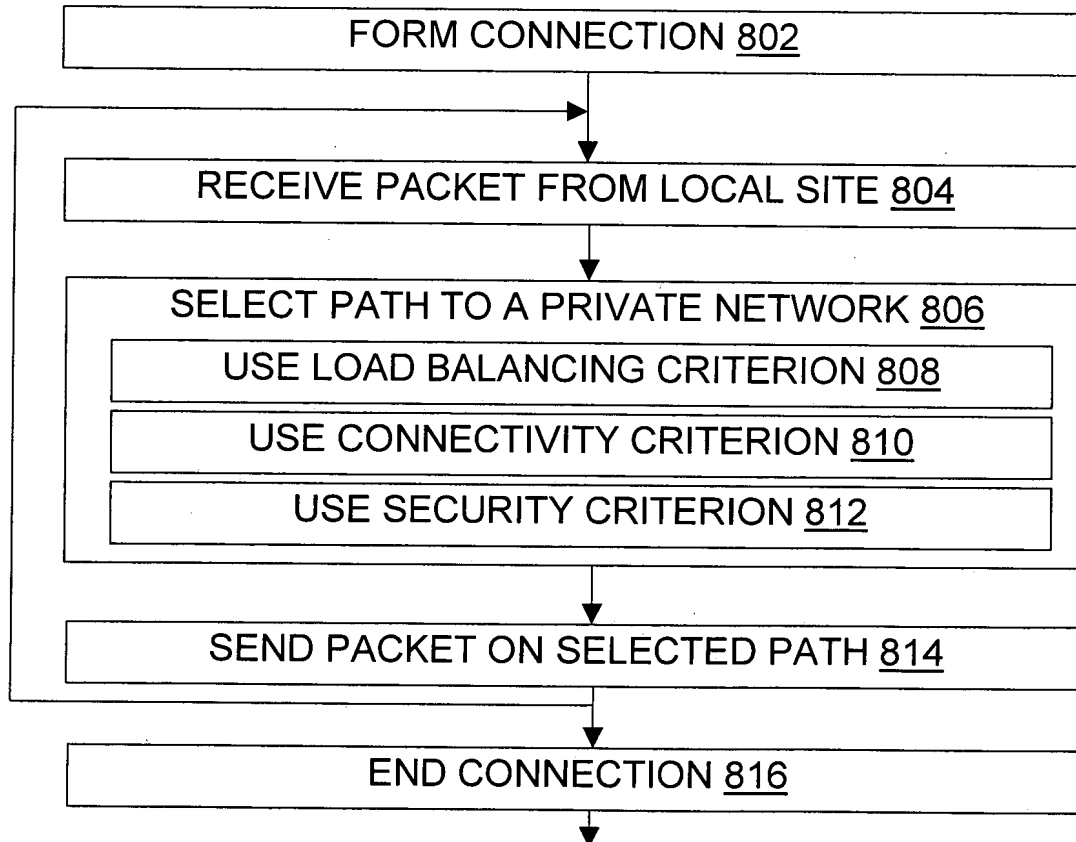 FORM CONNECTION 802
RECEIVE PACKET FROM LOCAL SITE 804
SELECT PATH TO A PRIVATE NETWORK 806
USE LOAD BALANCING CRITERION 808
USE CONNECTIVITY CRITERION 810
USE SECURITY CRITERION 812
SEND PACKET ON SELECTED PATH 814
END CONNECTION 816